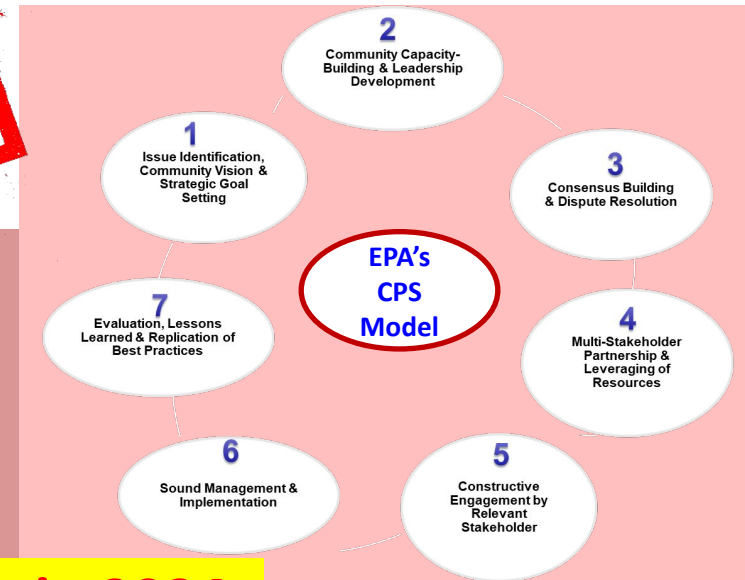 2
Community Capacity-
Building & Leadership
Development
1
Issue Identification,
Community Vision &
Strategic Goal
Setting
3
Consensus Building
& Dispute Resolution
EPA's
CPS
Model
7
Evaluation, Lessons
Learned & Replication of
Best Practices
4
Multi-Stakeholder
Partnership &
Leveraging of
Resources
6
Sound Management &
Implementation
5
Constructive
Engagement by
Relevant
Stakeholder